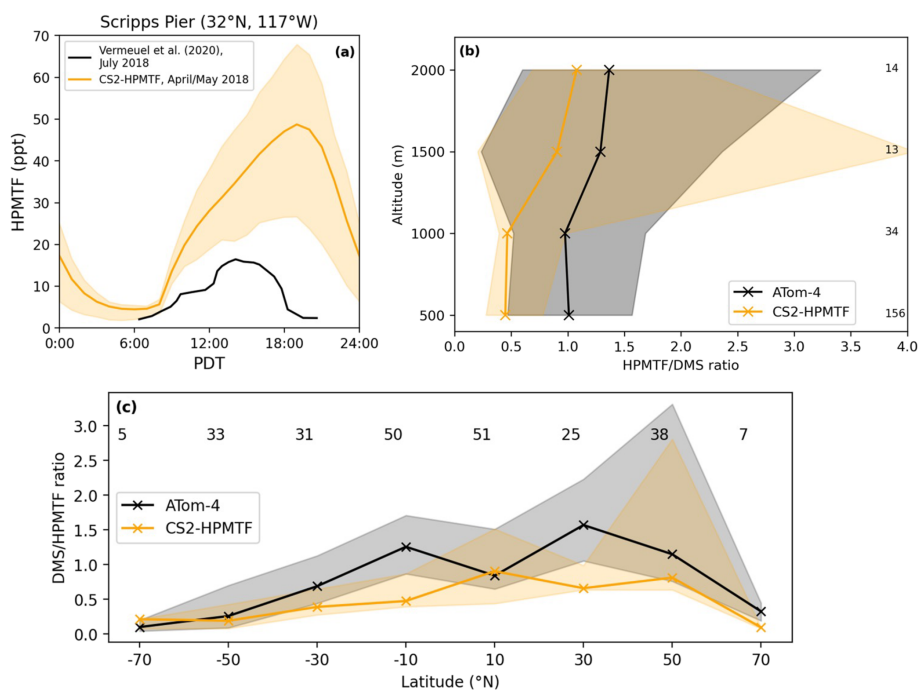 Scripps Pier (32°N, 117°W)
70
60
50
40
30
20
10
0
HPMTF (ppt)
(a)
Vermeuel et al. (2020),
July 2018
CS2-HPMTF, April/May 2018
0:00 6:00 12:00 18:00 24:00
PDT
(b)
2000
1500
1000
500
Altitude (m)
14
13
34
156
ATom-4
CS2-HPMTF
0.0 0.5 1.0 1.5 2.0 2.5 3.0 3.5 4.0
HPMTF/DMS ratio
(c)
5 33 31 50 51 25 38 7
3.0
2.5
2.0
1.5
1.0
0.5
0.0
DMS/HPMTF ratio
ATom-4
CS2-HPMTF
-70 -50 -30 -10 10 30 50 70
Latitude (°N)